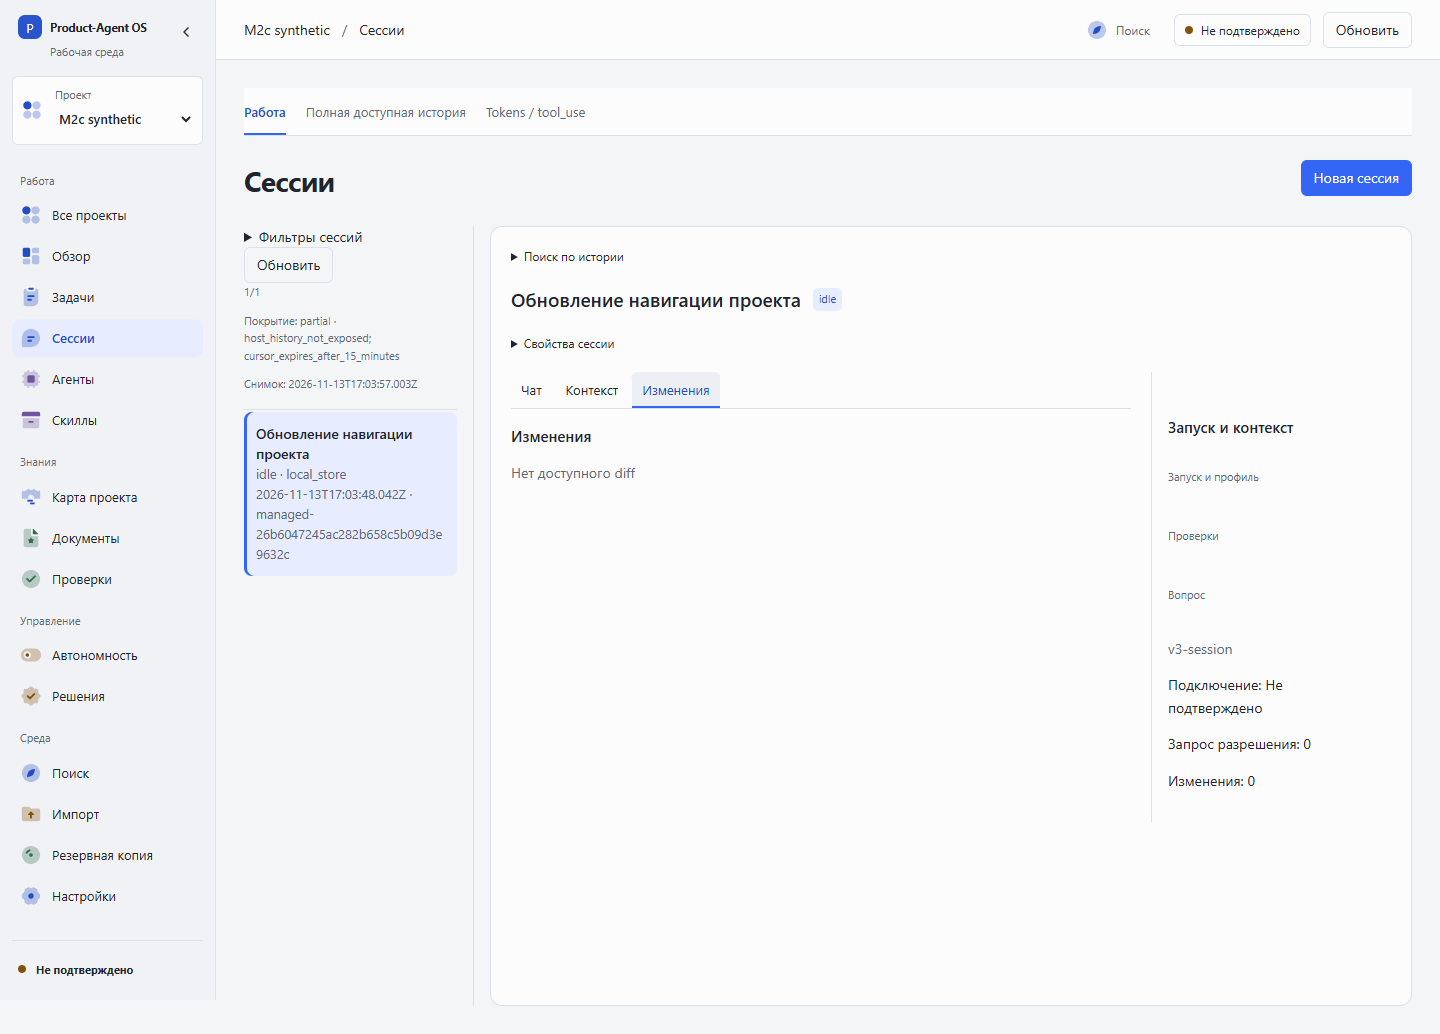 P Product-Agent OS
Рабочая среда
Проект
M2c synthetic
Работа
Все проекты
Обзор
Задачи
Сессии
Агенты
Скиллы
Знания
Карта проекта
Документы
Проверки
Управление
Автономность
Решения
Среда
Поиск
Импорт
Резервная копия
Настройки
Не подтверждено
M2c synthetic / Сессии
Поиск
Не подтверждено
Обновить
Работа
Полная доступная история
Tokens / tool_use
Сессии
Новая сессия
Фильтры сессий
Обновить
1/1
Покрытие: partial ·
host_history_not_exposed;
cursor_expires_after_15_minutes
Снимок: 2026-11-13T17:03:57.003Z
Обновление навигации
проекта
idle · local_store
2026-11-13T17:03:48.042Z ·
managed-
26b6047245ac282b658c5b09d3e
9632c
Поиск по истории
Обновление навигации проекта idle
Свойства сессии
Чат
Контекст
Изменения
Изменения
Нет доступного diff
Запуск и контекст
Запуск и профиль
Проверки
Вопрос
v3-session
Подключение: Не
подтверждено
Запрос разрешения: 0
Изменения: 0